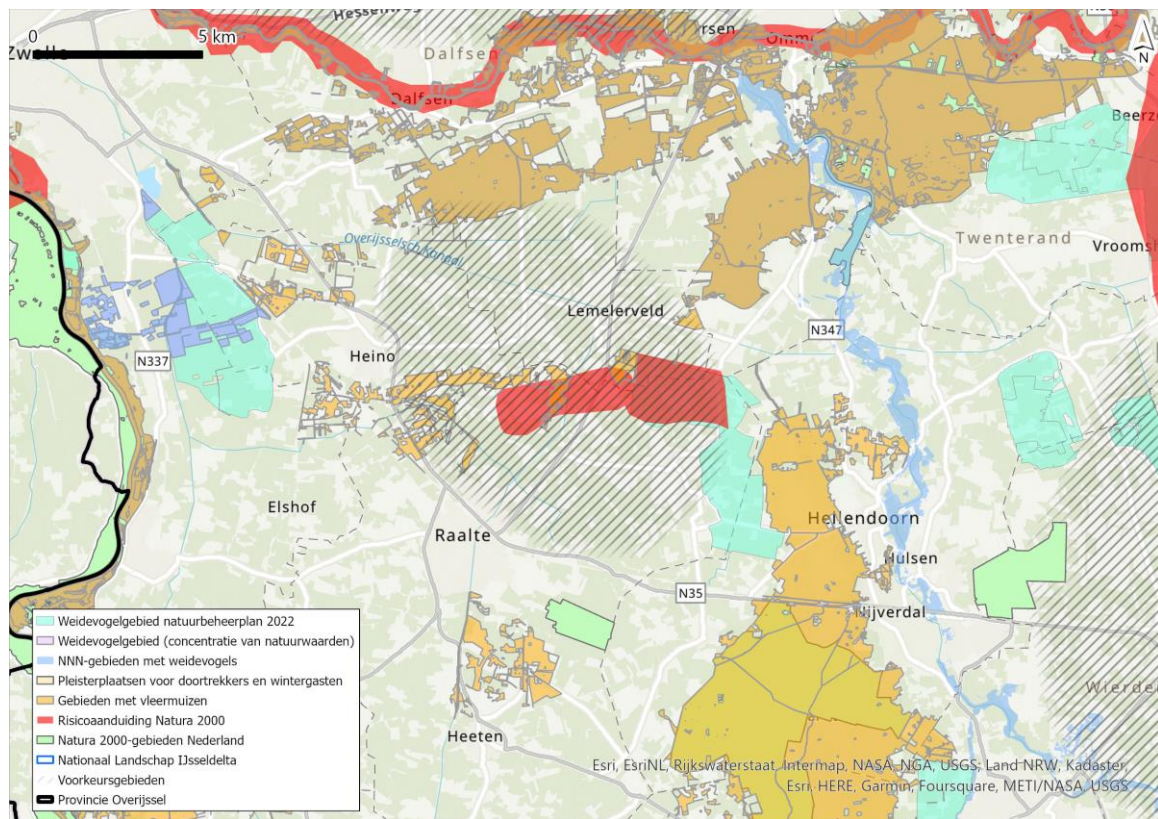 Hessenweg
0
5 km
Zwolle
Dalfsen
Dalfsen
Overijsselsch Kanaal
Twenterand
Lemelerveld
N347
Heino
N337
Elshof
Raalte
Hellendoorn
Hulsen
N35
Nijverdal
Heeten
N
Weidevogelgebied natuurbeheerplan 2022
Weidevogelgebied (concentratie van natuurwaarden)
NNN-gebieden met weidevogels
Pleisterplaatsen voor doortrekkers en wintergasten
Gebieden met vleermuizen
Risicoaanduiding Natura 2000
Natura 2000-gebieden Nederland
Nationaal Landschap IJsseldelta
Voorkeursgebieden
Provincie Overijssel
Esri, EsriNL, Rijkswaterstaat, Intermap, NASA, NGA, USGS; Land NRW, Kadaster,
Esri, HERE, Garmin, Foursquare, METI/NASA, USGS